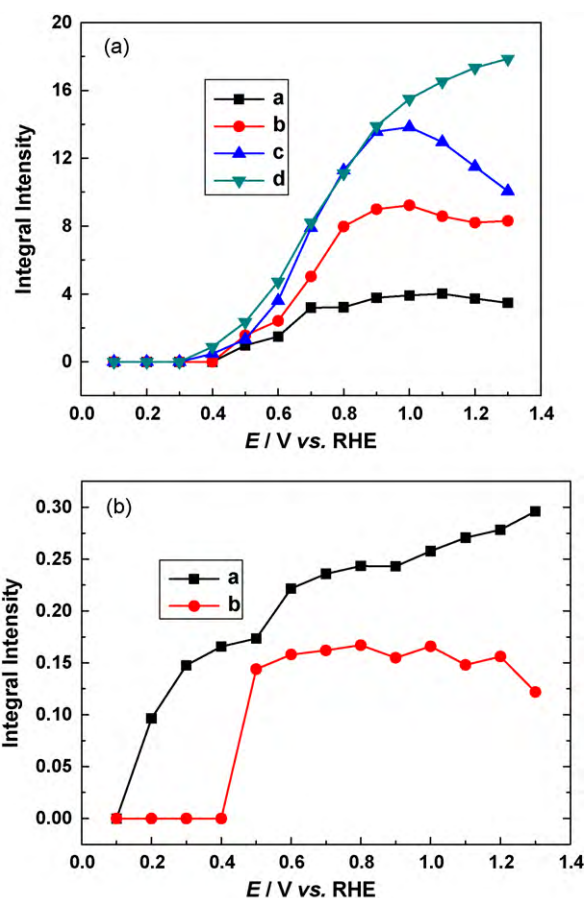 (a)
20
16
12
8
4
0
a
b
c
d
Integral Intensity
0.0 0.2 0.4 0.6 0.8 1.0 1.2 1.4
E / V vs. RHE
(b)
0.30
0.25
0.20
0.15
0.10
0.05
0.00
a
b
Integral Intensity
0.0 0.2 0.4 0.6 0.8 1.0 1.2 1.4
E / V vs. RHE